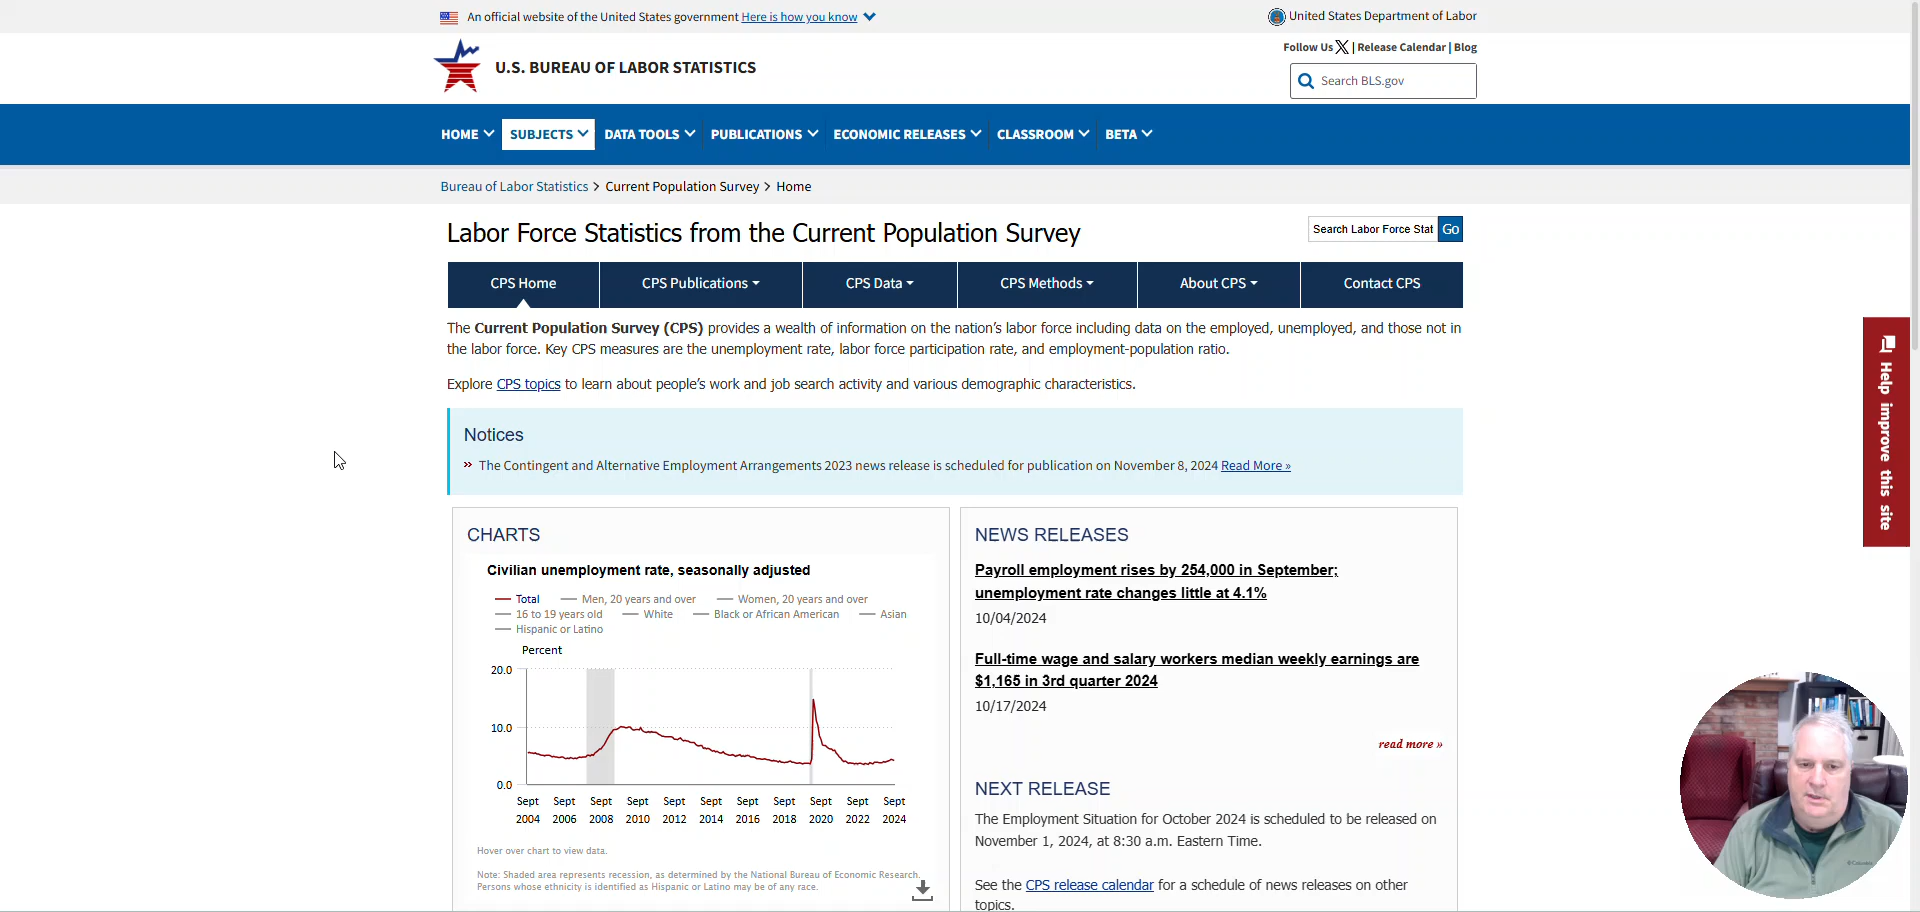 An official website of the United States government Here is how you know
United States Department of Labor
Follow Us X | Release Calendar | Blog
U.S. BUREAU OF LABOR STATISTICS
Search BLS.gov
HOME SUBJECTS DATA TOOLS PUBLICATIONS ECONOMIC RELEASES CLASSROOM BETA
Bureau of Labor Statistics > Current Population Survey > Home
Labor Force Statistics from the Current Population Survey
Search Labor Force Stat Go
CPS Home CPS Publications CPS Data CPS Methods About CPS Contact CPS
The Current Population Survey (CPS) provides a wealth of information on the nation’s labor force including data on the employed, unemployed, and those not in
the labor force. Key CPS measures are the unemployment rate, labor force participation rate, and employment-population ratio.
Explore CPS topics to learn about people’s work and job search activity and various demographic characteristics.
Notices
» The Contingent and Alternative Employment Arrangements 2023 news release is scheduled for publication on November 8, 2024 Read More »
CHARTS
Civilian unemployment rate, seasonally adjusted
Total Men, 20 years and over Women, 20 years and over
16 to 19 years old White Black or African American Asian
Hispanic or Latino
Percent
20.0
10.0
0.0
Sept Sept Sept Sept Sept Sept Sept Sept Sept Sept Sept
2004 2006 2008 2010 2012 2014 2016 2018 2020 2022 2024
Hover over chart to view data.
Note: Shaded area represents recession, as determined by the National Bureau of Economic Research.
Persons whose ethnicity is identified as Hispanic or Latino may be of any race.
NEWS RELEASES
Payroll employment rises by 254,000 in September;
unemployment rate changes little at 4.1%
10/04/2024
Full-time wage and salary workers median weekly earnings are
$1,165 in 3rd quarter 2024
10/17/2024
read more »
NEXT RELEASE
The Employment Situation for October 2024 is scheduled to be released on
November 1, 2024, at 8:30 a.m. Eastern Time.
See the CPS release calendar for a schedule of news releases on other
topics.
Help improve this site
Columbia